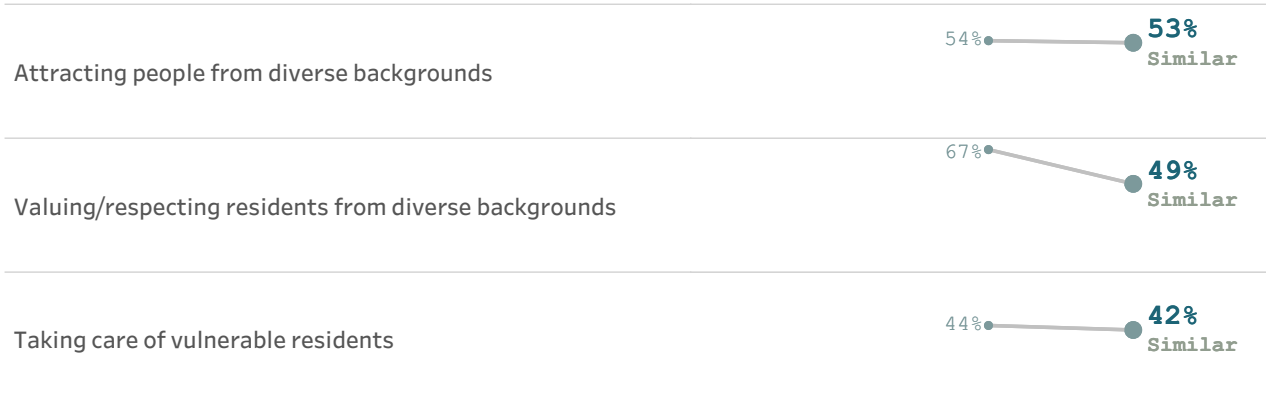 54%
53%
Similar
Attracting people from diverse backgrounds
67%
49%
Similar
Valuing/respecting residents from diverse backgrounds
44%
42%
Similar
Taking care of vulnerable residents